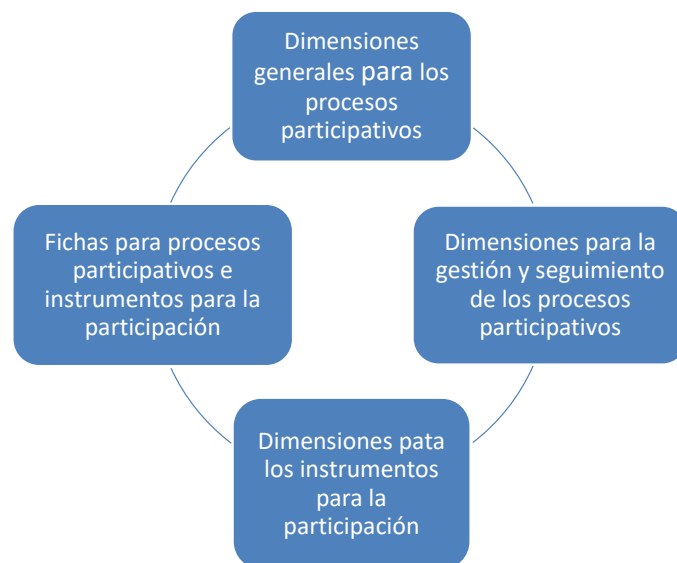 Dimensiones
generales para los
procesos
participativos
Fichas para procesos
participativos e
instrumentos para la
participación
Dimensiones para la
gestión y seguimiento
de los procesos
participativos
Dimensiones pata
los instrumentos
para la
participación